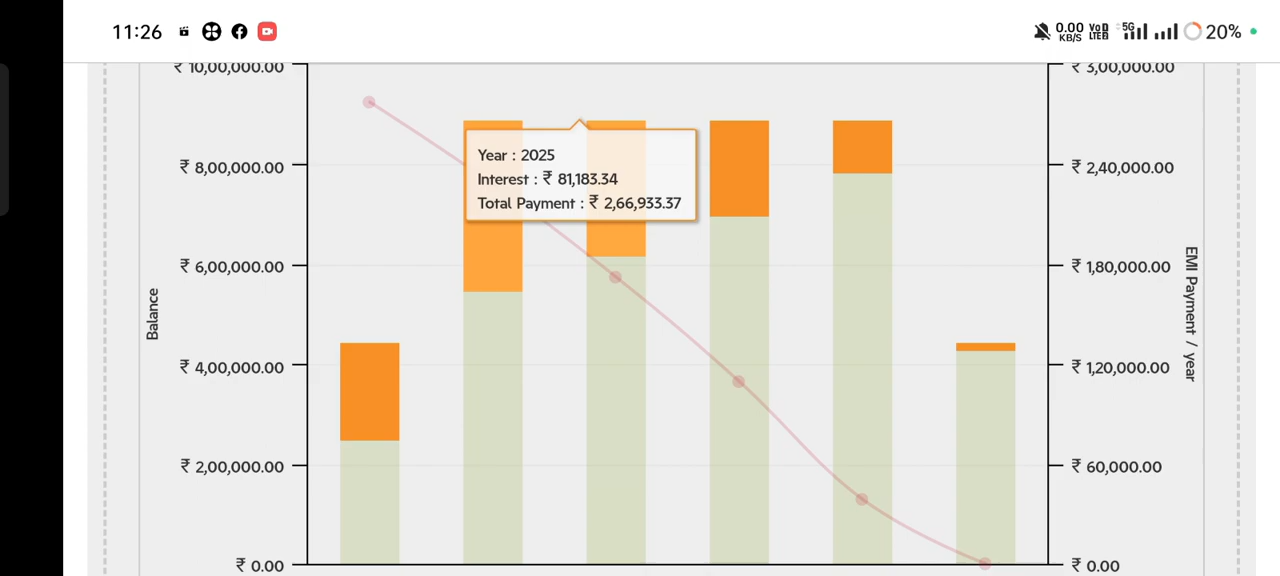 11:26
0.00 KB/S VoD LTEB 5G 20%
₹ 10,00,000.00
₹ 8,00,000.00
₹ 6,00,000.00
₹ 4,00,000.00
₹ 2,00,000.00
₹ 0.00
Balance
Year : 2025
Interest : ₹ 81,183.34
Total Payment : ₹ 2,66,933.37
₹ 3,00,000.00
₹ 2,40,000.00
₹ 1,80,000.00
₹ 1,20,000.00
₹ 60,000.00
₹ 0.00
EMI Payment / year